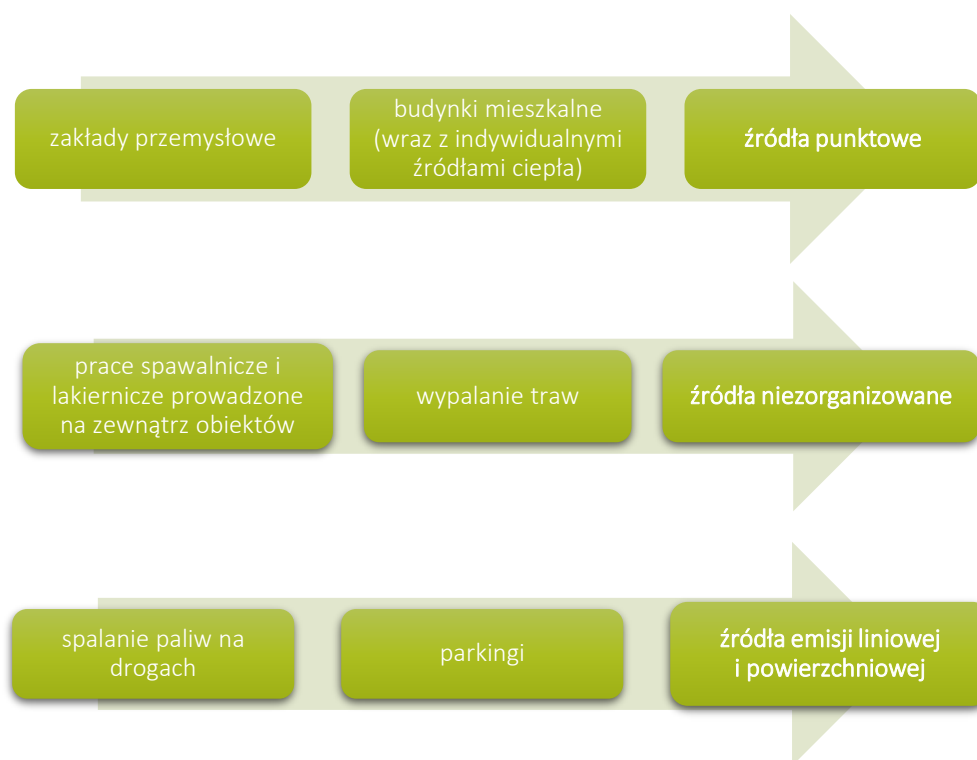 zakłady przemysłowe
budynki mieszkalne
(wraz z indywidualnymi
źródłami ciepła)
źródła punktowe
prace spawalnicze i
lakiernicze prowadzone
na zewnątrz obiektów
wypalanie traw
źródła niezorganizowane
spalanie paliw na
drogach
parkingi
źródła emisji liniowej
i powierzchniowej